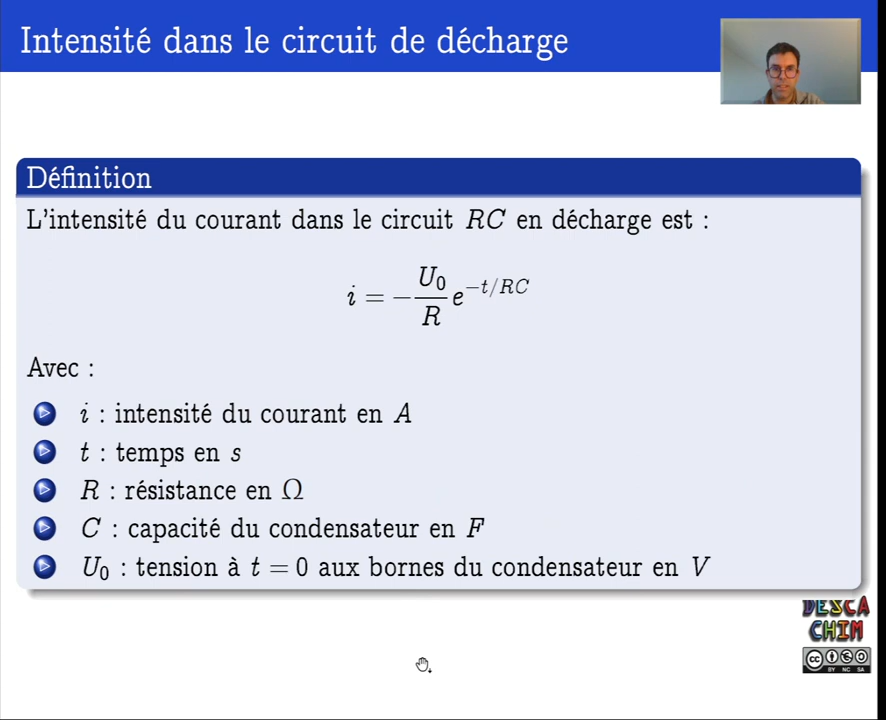 Intensité dans le circuit de décharge
Définition
L'intensité du courant dans le circuit RC en décharge est :
i = −U₀/R e^(−t/RC)
Avec :
i : intensité du courant en A
t : temps en s
R : résistance en Ω
C : capacité du condensateur en F
U₀ : tension à t = 0 aux bornes du condensateur en V
DESCA
CHIM
cc
BY NC SA